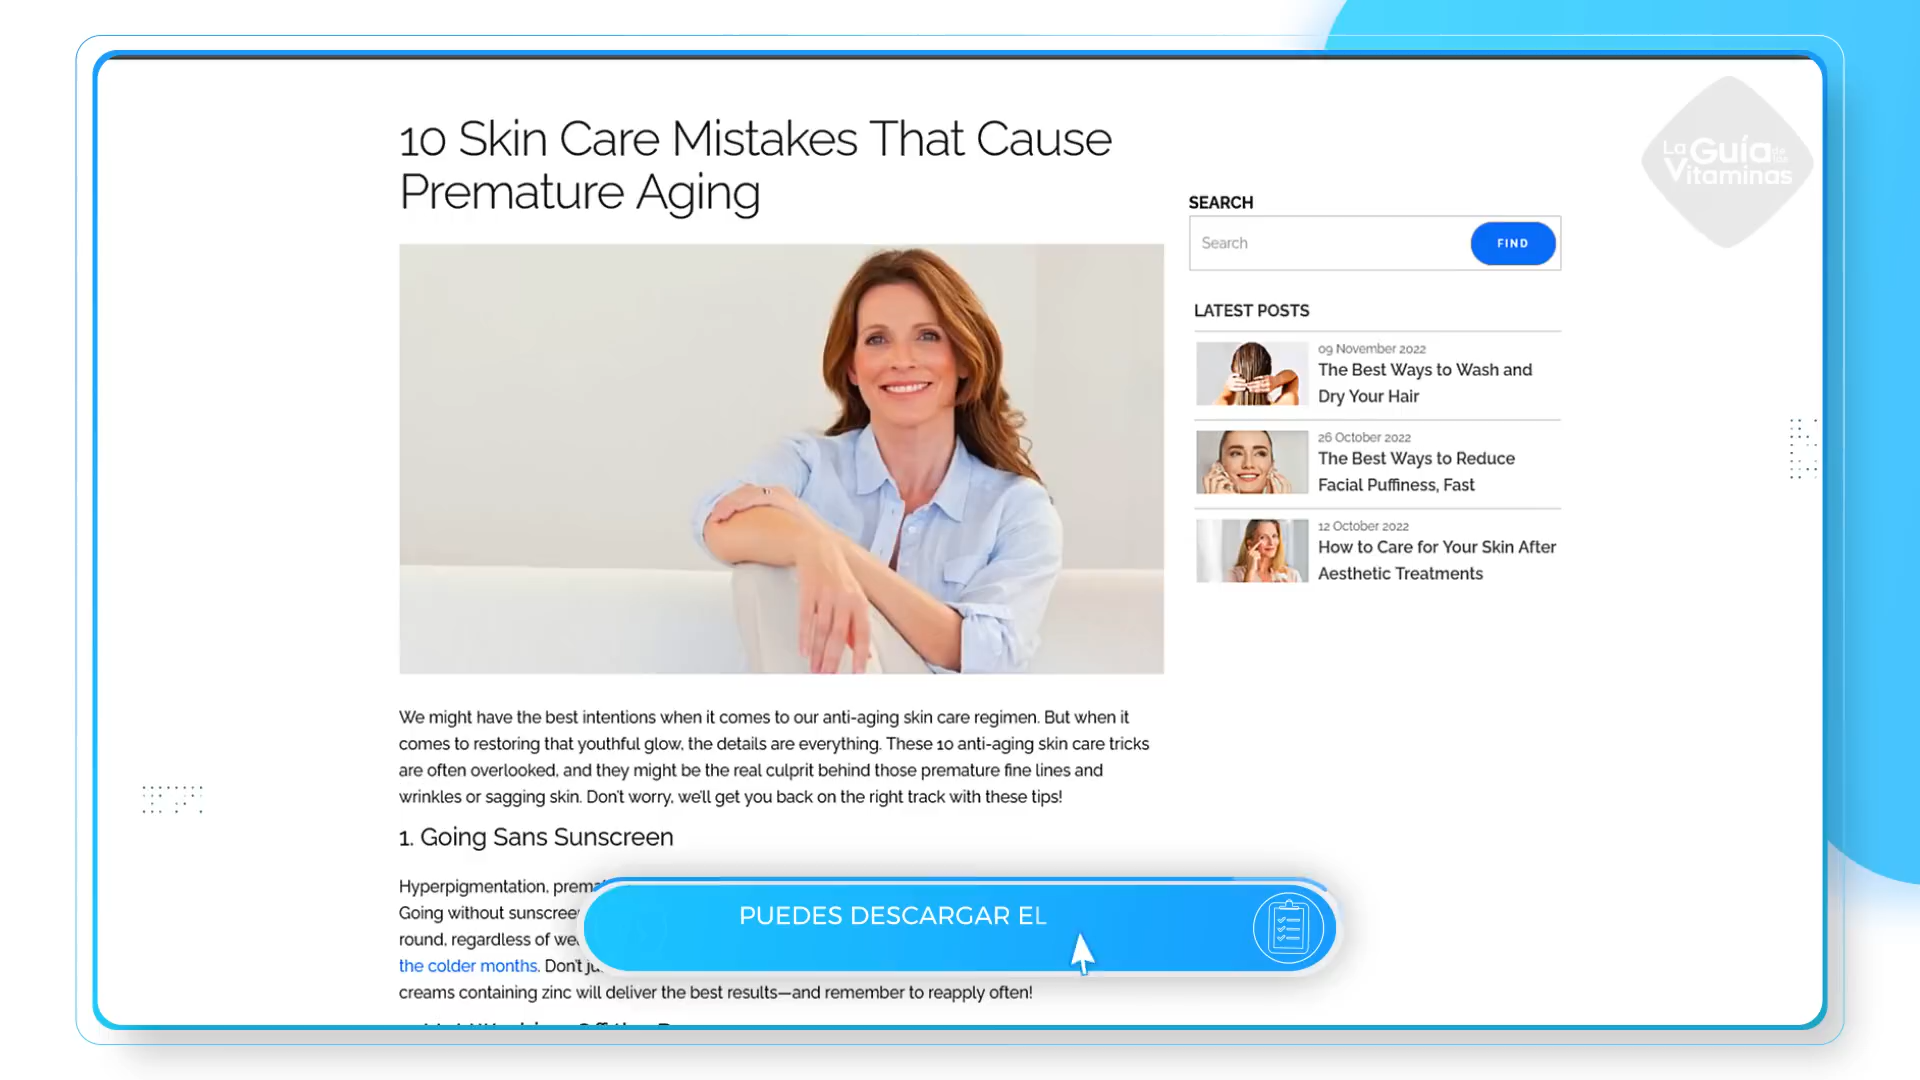 10 Skin Care Mistakes That Cause
Premature Aging
La Guía de las
Vitaminas
SEARCH
Search
FIND
LATEST POSTS
09 November 2022
The Best Ways to Wash and
Dry Your Hair
26 October 2022
The Best Ways to Reduce
Facial Puffiness, Fast
12 October 2022
How to Care for Your Skin After
Aesthetic Treatments
We might have the best intentions when it comes to our anti-aging skin care regimen. But when it
comes to restoring that youthful glow, the details are everything. These 10 anti-aging skin care tricks
are often overlooked, and they might be the real culprit behind those premature fine lines and
wrinkles or sagging skin. Don't worry, we'll get you back on the right track with these tips!
1. Going Sans Sunscreen
Hyperpigmentation,
Going without
round, regardless of
the colder months. Don't
creams containing zinc will deliver the best results—and remember to reapply often!
PUEDES DESCARGAR EL